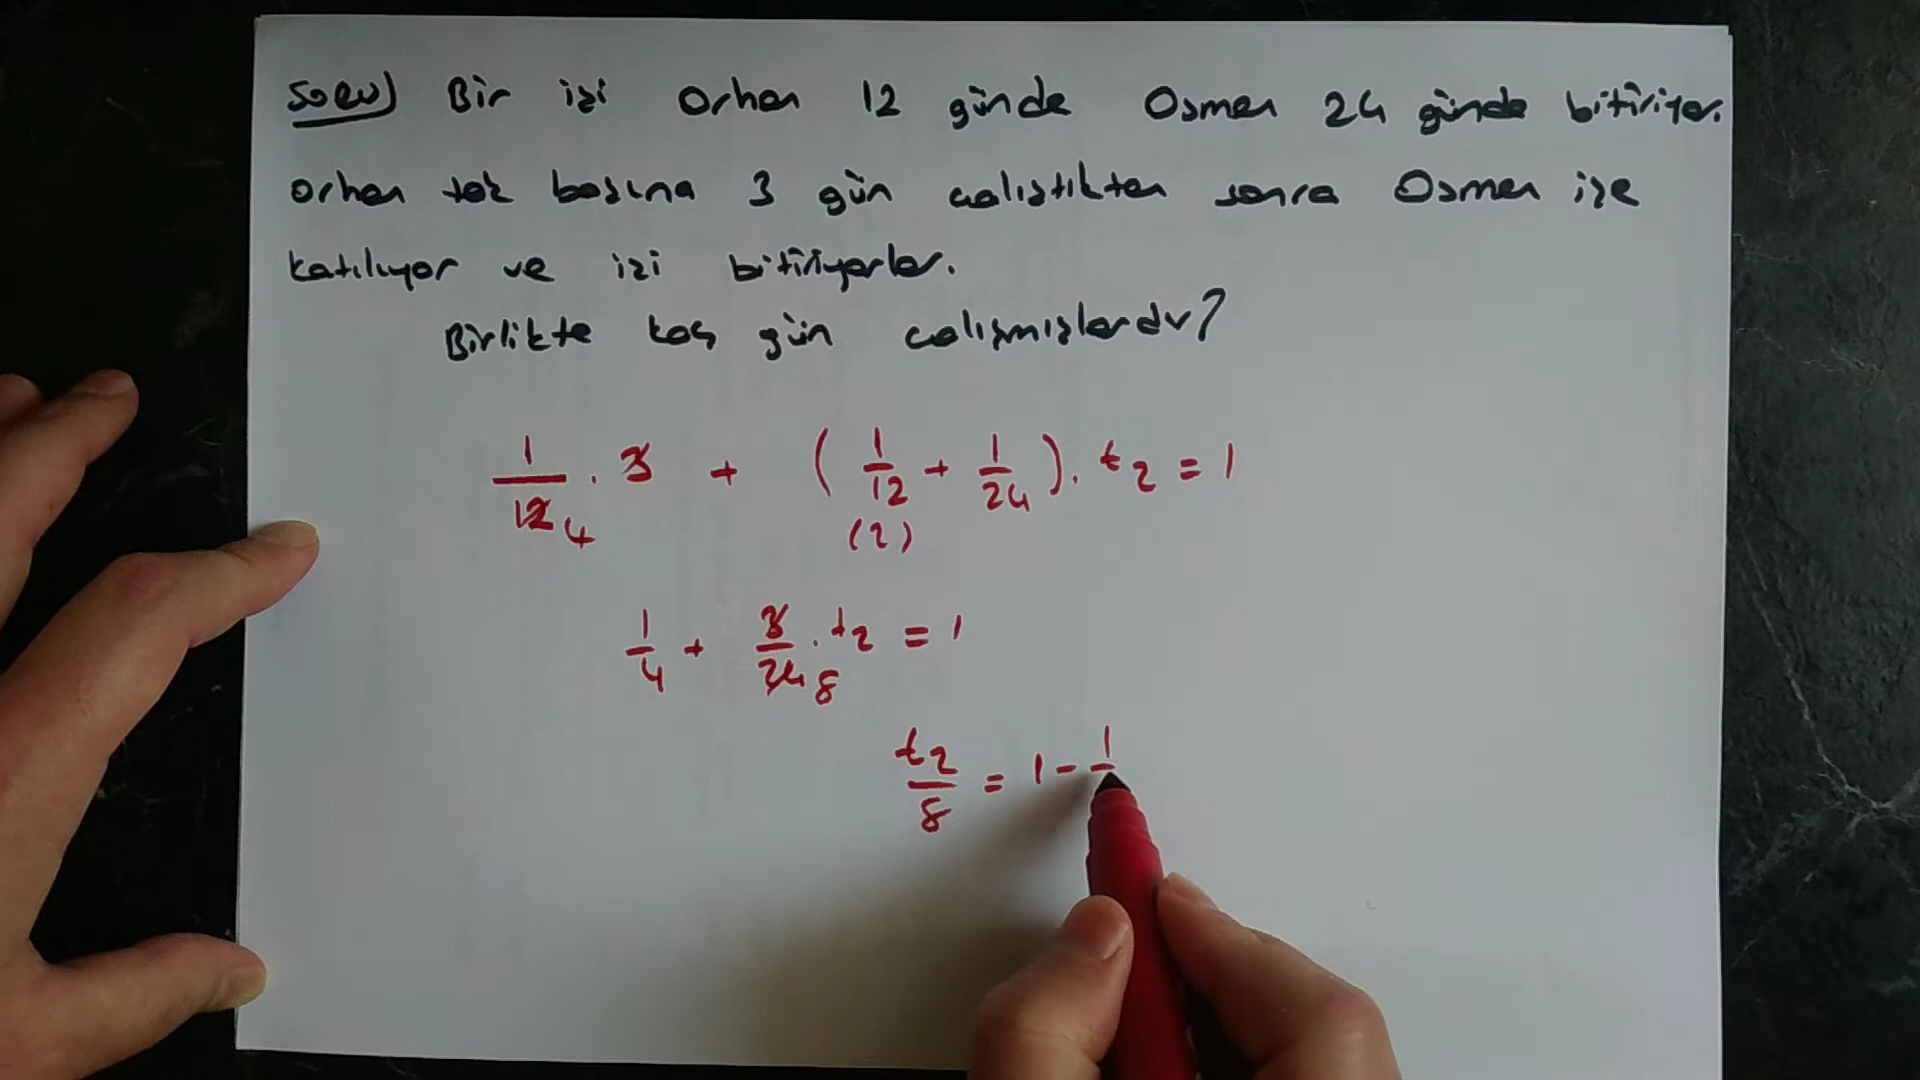 Soru) Bir işi Orhan 12 günde Osman 24 günde bitiriyor.
Orhan tek başına 3 gün çalıştıktan sonra Osman işe
katılıyor ve işi bitiriyorlar.
Birlikte kaç gün çalışmışlardır?
1/12 4 . 3 + ( 1/12 + 1/24 ) . t2 = 1
(2)
1/4 + 3/24 8 . t2 = 1
t2/8 = 1 - 1